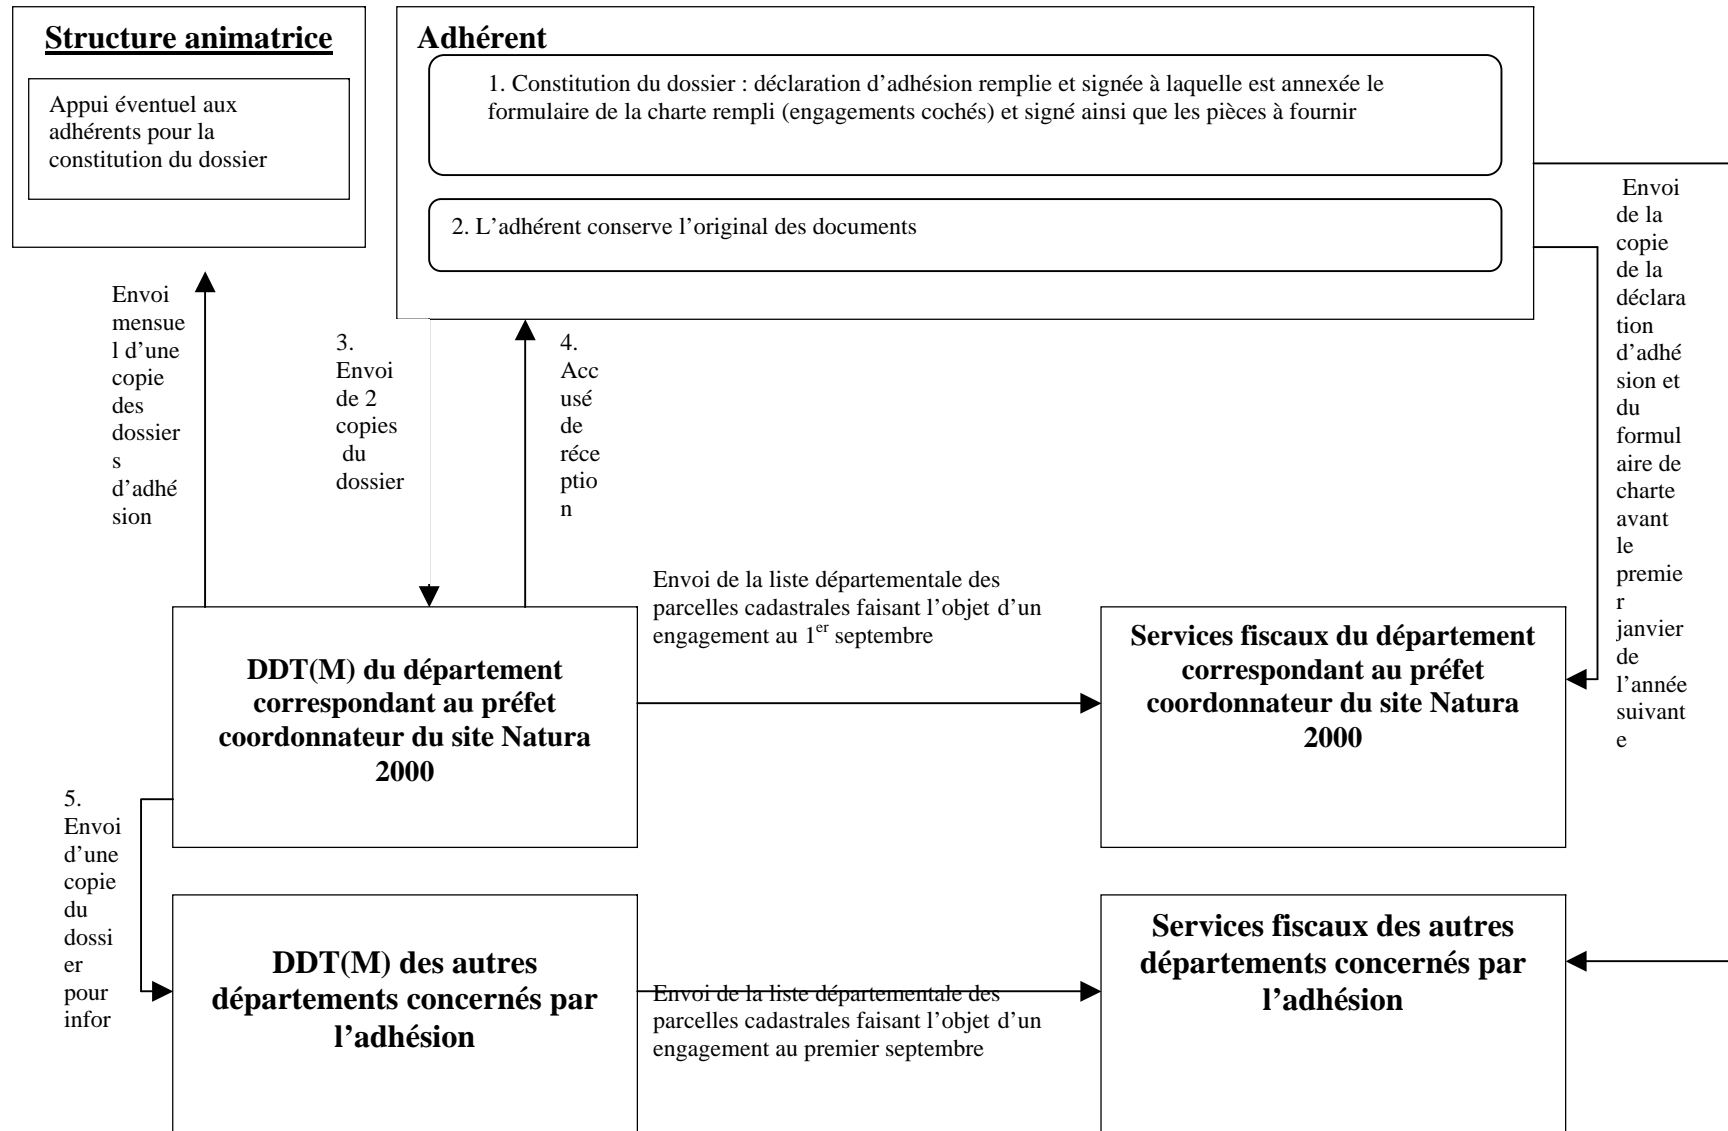 Structure animatrice
Appui éventuel aux
adhérents pour la
constitution du dossier
Adhérent
1. Constitution du dossier : déclaration d’adhésion remplie et signée à laquelle est annexée le
formulaire de la charte rempli (engagements cochés) et signé ainsi que les pièces à fournir
2. L’adhérent conserve l’original des documents
Envoi
mensue
l d’une
copie
des
dossier
s
d’adhé
sion
3.
Envoi
de 2
copies
du
dossier
4.
Acc
usé
de
réce
ptio
n
Envoi
de la
copie
de la
déclara
tion
d’adhé
sion et
du
formul
aire de
charte
avant
le
premie
r
janvier
de
l’année
suivant
e
Envoi de la liste départementale des
parcelles cadastrales faisant l’objet d’un
engagement au 1er septembre
DDT(M) du département
correspondant au préfet
coordonnateur du site Natura
2000
Services fiscaux du département
correspondant au préfet
coordonnateur du site Natura
2000
5.
Envoi
d’une
copie
du
dossi
er
pour
infor
DDT(M) des autres
départements concernés par
l’adhésion
Envoi de la liste départementale des
parcelles cadastrales faisant l’objet d’un
engagement au premier septembre
Services fiscaux des autres
départements concernés par
l’adhésion